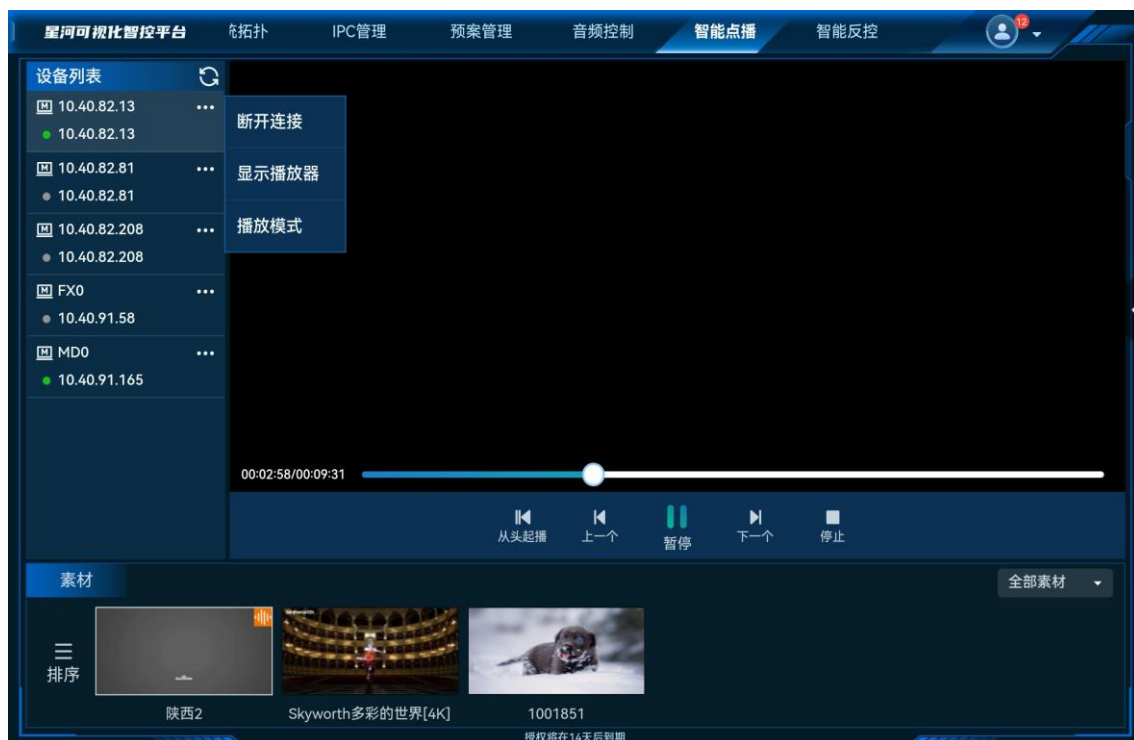 星河可视化智控平台
充拓扑 IPC管理 预案管理 音频控制 智能点播 智能反控 12
设备列表
M 10.40.82.13 •••
10.40.82.13
断开连接
M 10.40.82.81 •••
显示播放器
10.40.82.81
M 10.40.82.208 •••
播放模式
10.40.82.208
M FX0 •••
10.40.91.58
M MD0 •••
10.40.91.165
00:02:58/00:09:31
从头起播 上一个 暂停 下一个 停止
素材 全部素材
排序
skyworth
陕西2 Skyworth多彩的世界[4K] 1001851
授权将在14天后到期